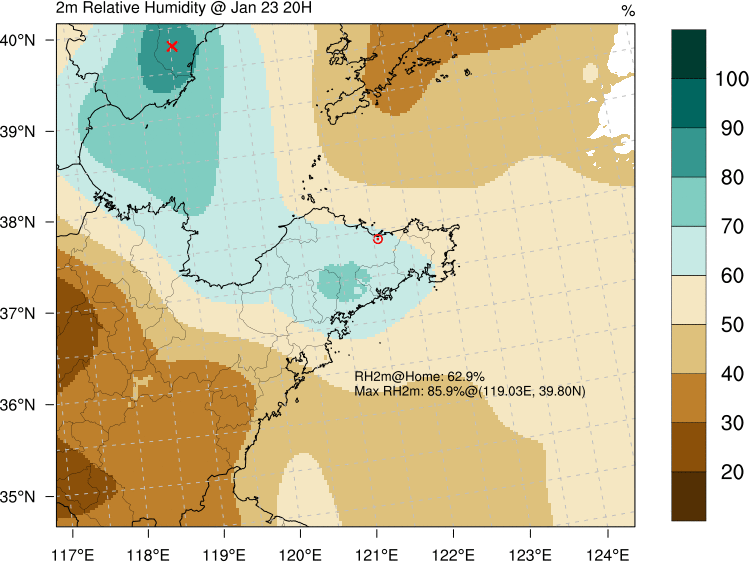 2m Relative Humidity @ Jan 23 20H
%
40°N
39°N
38°N
37°N
36°N
35°N
117°E
118°E
119°E
120°E
121°E
122°E
123°E
124°E
RH2m@Home: 62.9%
Max RH2m: 85.9%@(119.03E, 39.80N)
100
90
80
70
60
50
40
30
20